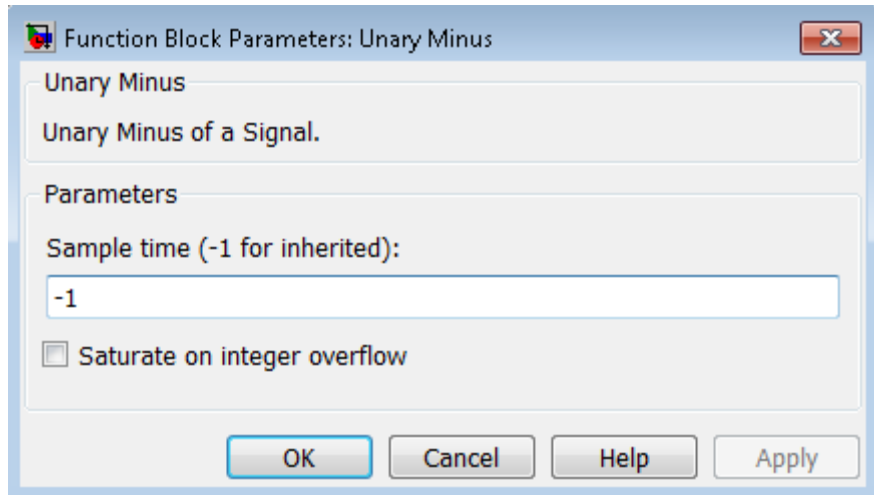 Function Block Parameters: Unary Minus
Unary Minus
Unary Minus of a Signal.
Parameters
Sample time (-1 for inherited):
-1
Saturate on integer overflow
OK Cancel Help Apply